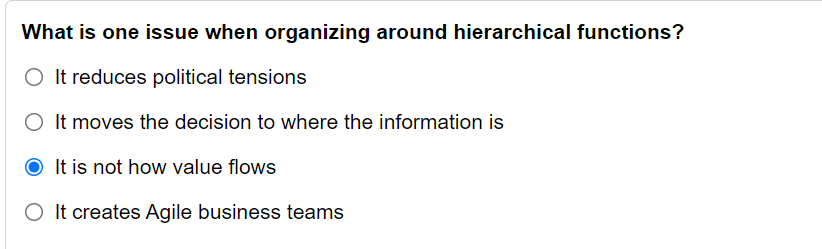 What is one issue when organizing around hierarchical functions?
It reduces political tensions
It moves the decision to where the information is
It is not how value flows
It creates Agile business teams